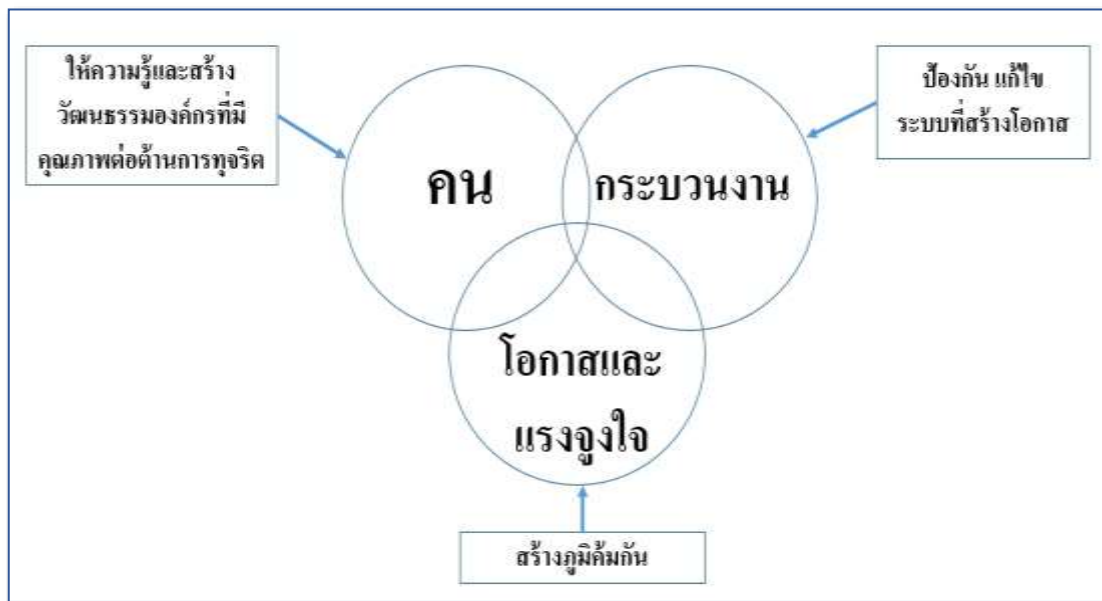 ให้ความรู้และสร้าง
วัฒนธรรมองค์กรที่มี
คุณภาพต่อต้านการทุจริต
ป้องกัน แก้ไข
ระบบที่สร้างโอกาส
คน
กระบวนงาน
โอกาสและ
แรงจูงใจ
สร้างภูมิคุ้มกัน